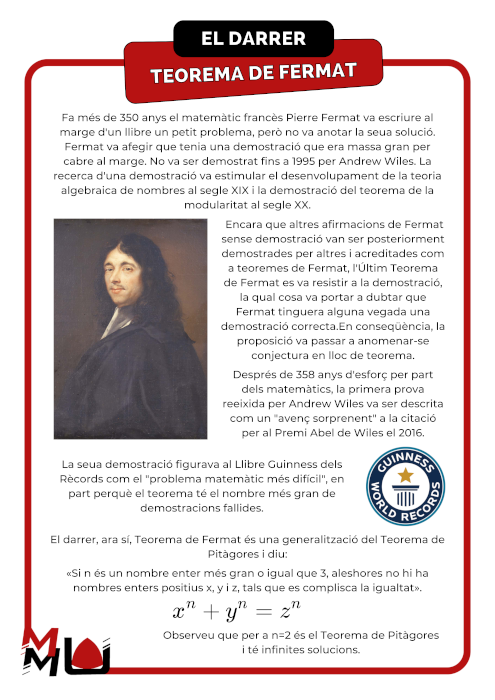 EL DARRER
TEOREMA DE FERMAT
Fa més de 350 anys el matemàtic francès Pierre Fermat va escriure al
marge d'un llibre un petit problema, però no va anotar la seua solució.
Fermat va afegir que tenia una demostració que era massa gran per
cabre al marge. No va ser demostrat fins a 1995 per Andrew Wiles. La
recerca d'una demostració va estimular el desenvolupament de la teoria
algebraica de nombres al segle XIX i la demostració del teorema de la
modularitat al segle XX.
Encara que altres afirmacions de Fermat
sense demostració van ser posteriorment
demostrades per altres i acreditades com
a teoremes de Fermat, l'Últim Teorema
de Fermat es va resistir a la demostració,
la qual cosa va portar a dubtar que
Fermat tinguera alguna vegada una
demostració correcta.En conseqüència, la
proposició va passar a anomenar-se
conjectura en lloc de teorema.
Després de 358 anys d'esforç per part
dels matemàtics, la primera prova
reeixida per Andrew Wiles va ser descrita
com un "avenç sorprenent" a la citació
per al Premi Abel de Wiles el 2016.
La seua demostració figurava al Llibre Guinness dels
Rècords com el "problema matemàtic més difícil", en
part perquè el teorema té el nombre més gran de
demostracions fallides.
GUINNESS
WORLD RECORDS
El darrer, ara sí, Teorema de Fermat és una generalització del Teorema de
Pitàgores i diu:
«Si n és un nombre enter més gran o igual que 3, aleshores no hi ha
nombres enters positius x, y i z, tals que es complisca la igualtat».
xⁿ + yⁿ = zⁿ
Observeu que per a n=2 és el Teorema de Pitàgores
i té infinites solucions.
MMU